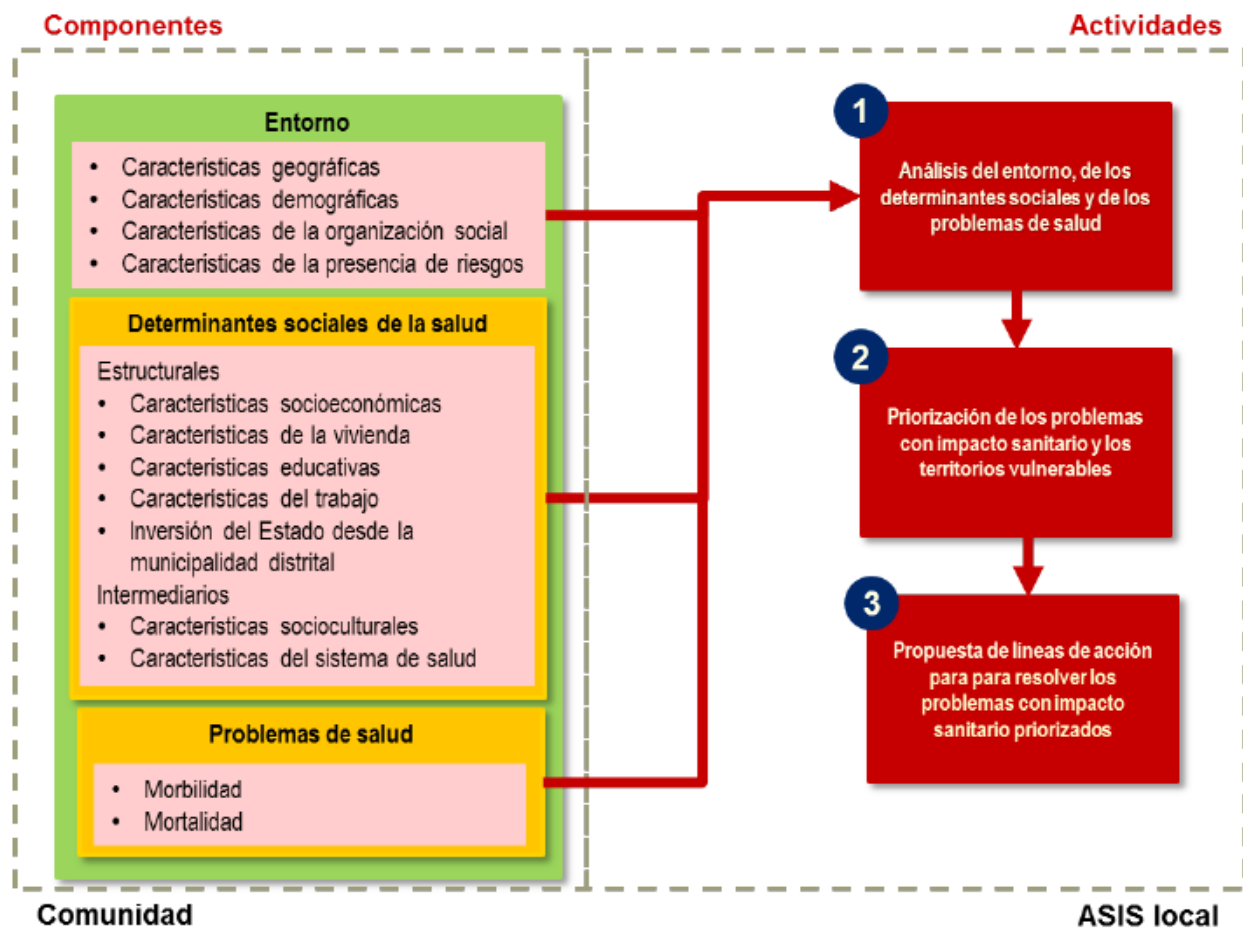 Componentes
Entorno
• Características geográficas
• Características demográficas
• Características de la organización social
• Características de la presencia de riesgos
Determinantes sociales de la salud
Estructurales
• Características socioeconómicas
• Características de la vivienda
• Características educativas
• Características del trabajo
• Inversión del Estado desde la
municipalidad distrital
Intermediarios
• Características socioculturales
• Características del sistema de salud
Problemas de salud
• Morbilidad
• Mortalidad
Comunidad
Actividades
1
Análisis del entorno, de los
determinantes sociales y de los
problemas de salud
2
Priorización de los problemas
con impacto sanitario y los
territorios vulnerables
3
Propuesta de líneas de acción
para para resolver los
problemas con impacto
sanitario priorizados
ASIS local